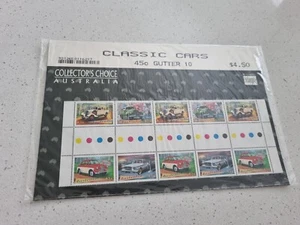 CLASSIC CARS
45c GUTTER 10
$4.50
COLLECTOR'S CHOICE
AUSTRALIA